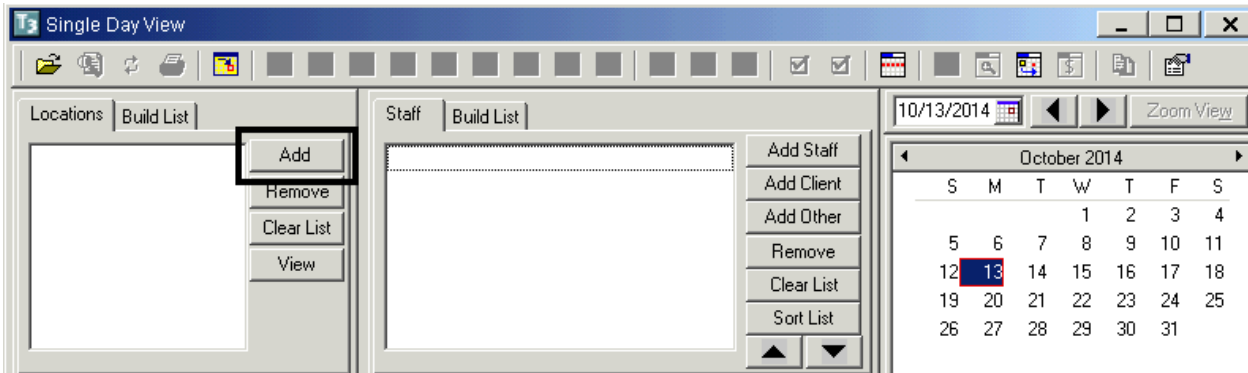 T3 Single Day View
Locations
Build List
Add
Remove
Clear List
View
Staff
Build List
Add Staff
Add Client
Add Other
Remove
Clear List
Sort List
10/13/2014
Zoom View
October 2014
S M T W T F S
1 2 3 4
5 6 7 8 9 10 11
12 13 14 15 16 17 18
19 20 21 22 23 24 25
26 27 28 29 30 31